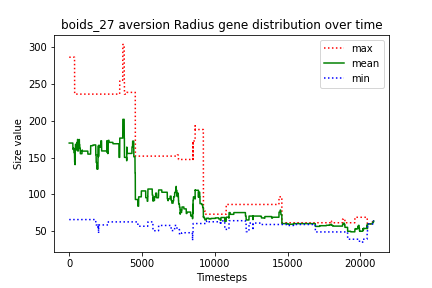 boids_27 aversion Radius gene distribution over time
max
mean
min
Size value
300
250
200
150
100
50
0
5000
10000
15000
20000
Timesteps